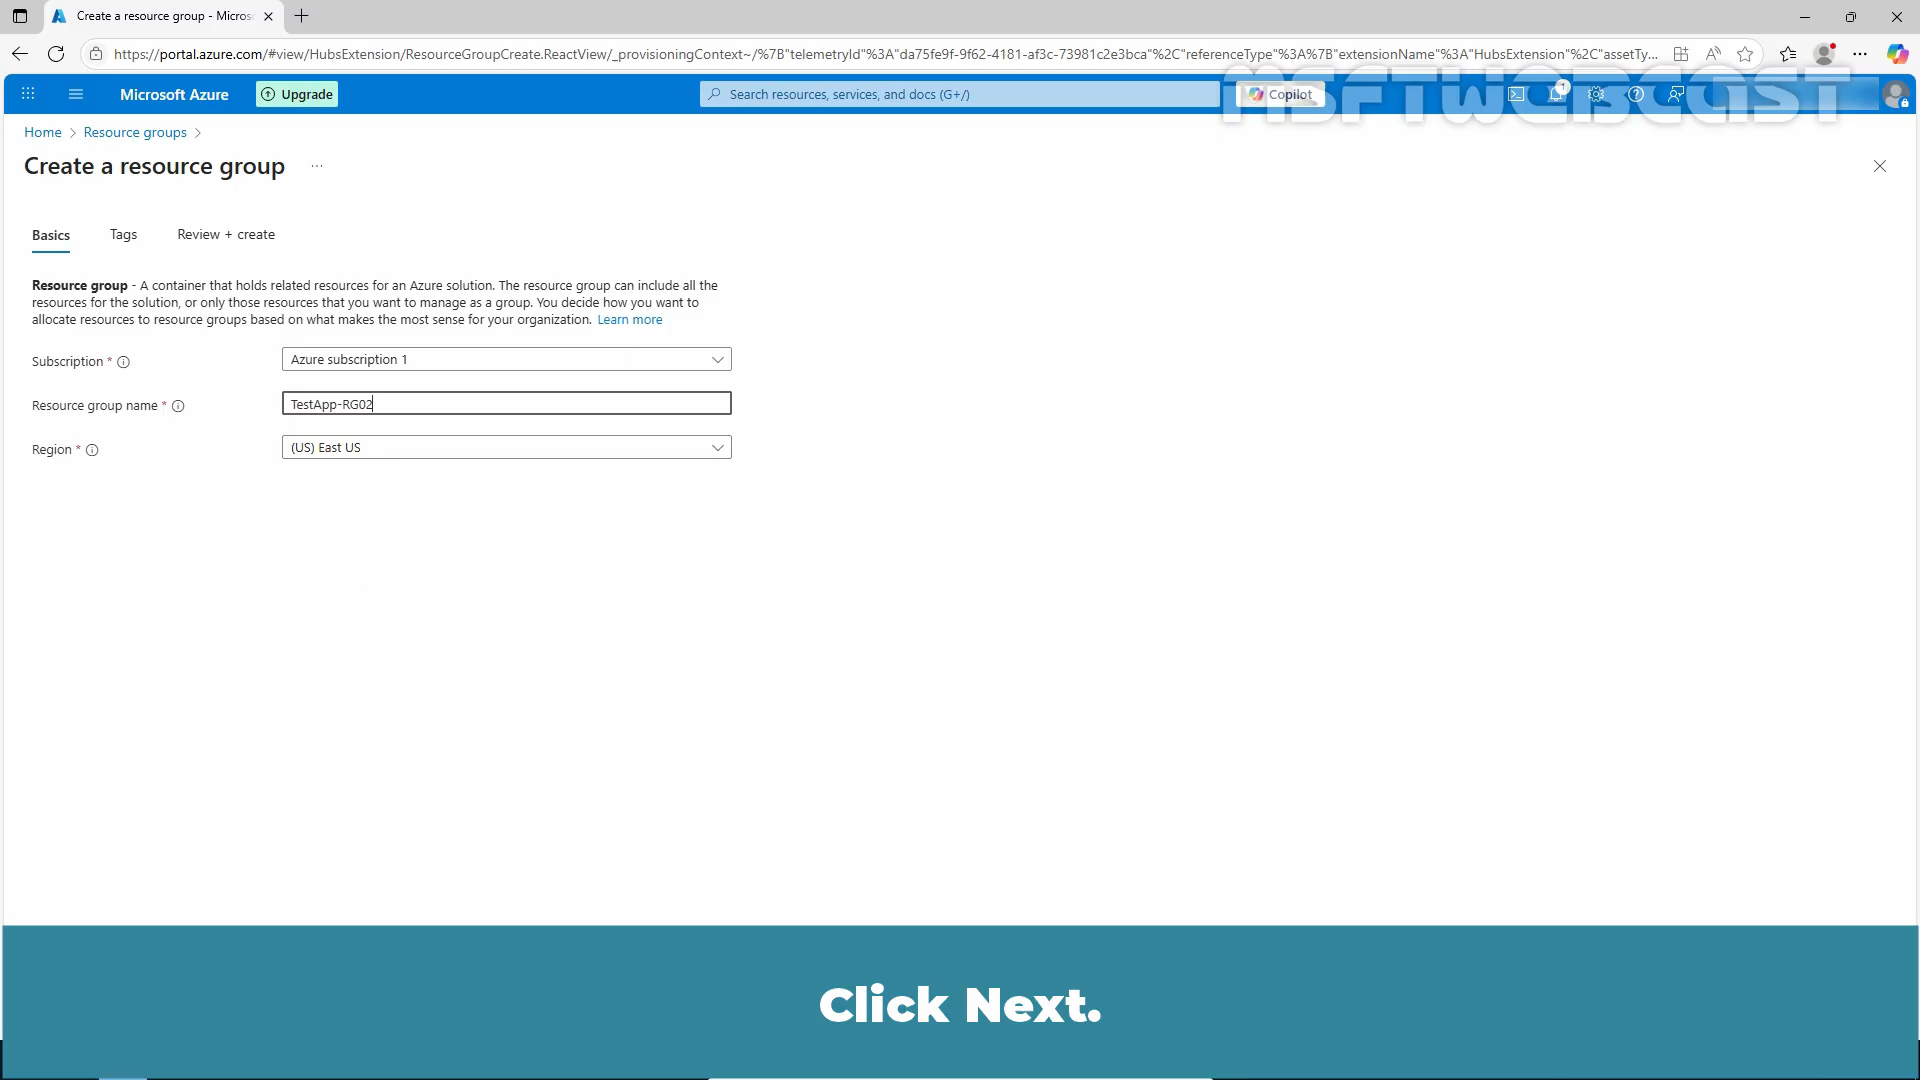 Create a resource group - Micros
https://portal.azure.com/#view/HubsExtension/ResourceGroupCreate.ReactView/_provisioningContext~/%7B"telemetryId"%3A"da75fe9f-9f62-4181-af3c-73981c2e3bca"%2C"referenceType"%3A%7B"extensionName"%3A"HubsExtension"%2C"assetTy...
Microsoft Azure
Upgrade
Search resources, services, and docs (G+/)
Copilot
1
MSFTWEBCAST
Home > Resource groups >
Create a resource group ...
Basics Tags Review + create
Resource group - A container that holds related resources for an Azure solution. The resource group can include all the
resources for the solution, or only those resources that you want to manage as a group. You decide how you want to
allocate resources to resource groups based on what makes the most sense for your organization. Learn more
Subscription * Azure subscription 1
Resource group name * TestApp-RG02
Region * (US) East US
Click Next.